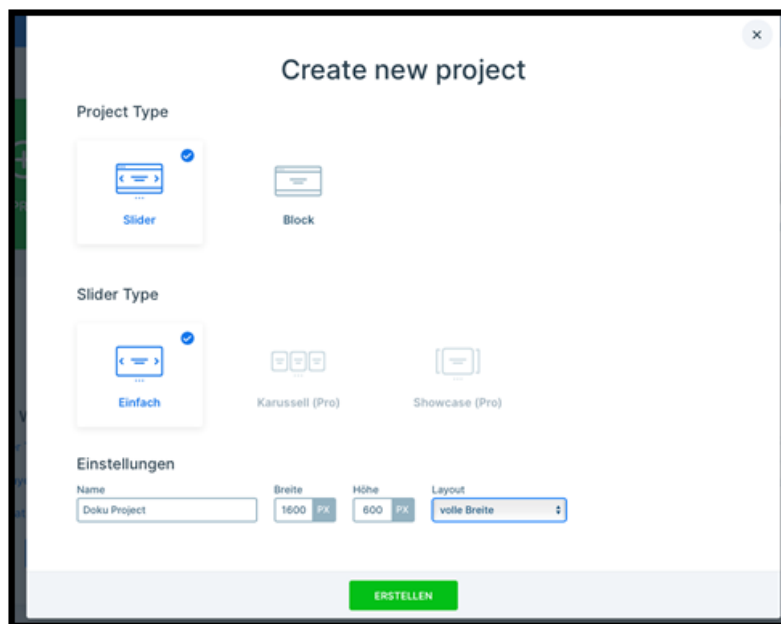 Create new project
Project Type
Slider
Block
Slider Type
Einfach
Karussell (Pro)
Showcase (Pro)
Einstellungen
Name Breite Höhe Layout
Doku Project 1600 PX 600 PX volle Breite
ERSTELLEN